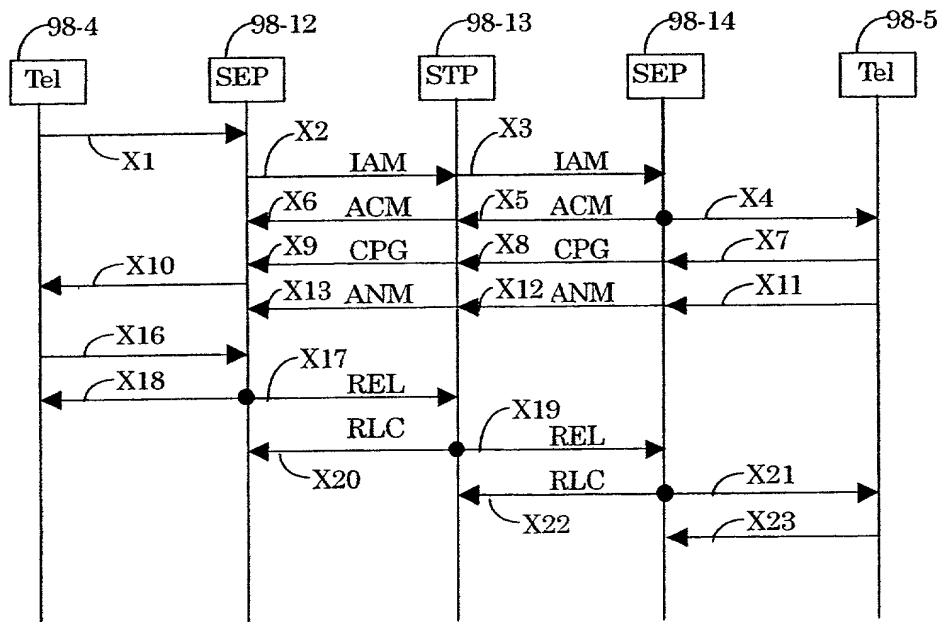 98-4 98-12 98-13 98-14 98-5
Tel SEP STP SEP Tel
X1 X2 IAM X3 IAM
X6 ACM X5 ACM X4
X9 CPG X8 CPG X7
X10
X13 ANM X12 ANM X11
X16
X18 X17 REL
RLC X19 REL
X20 RLC X21
X22 X23